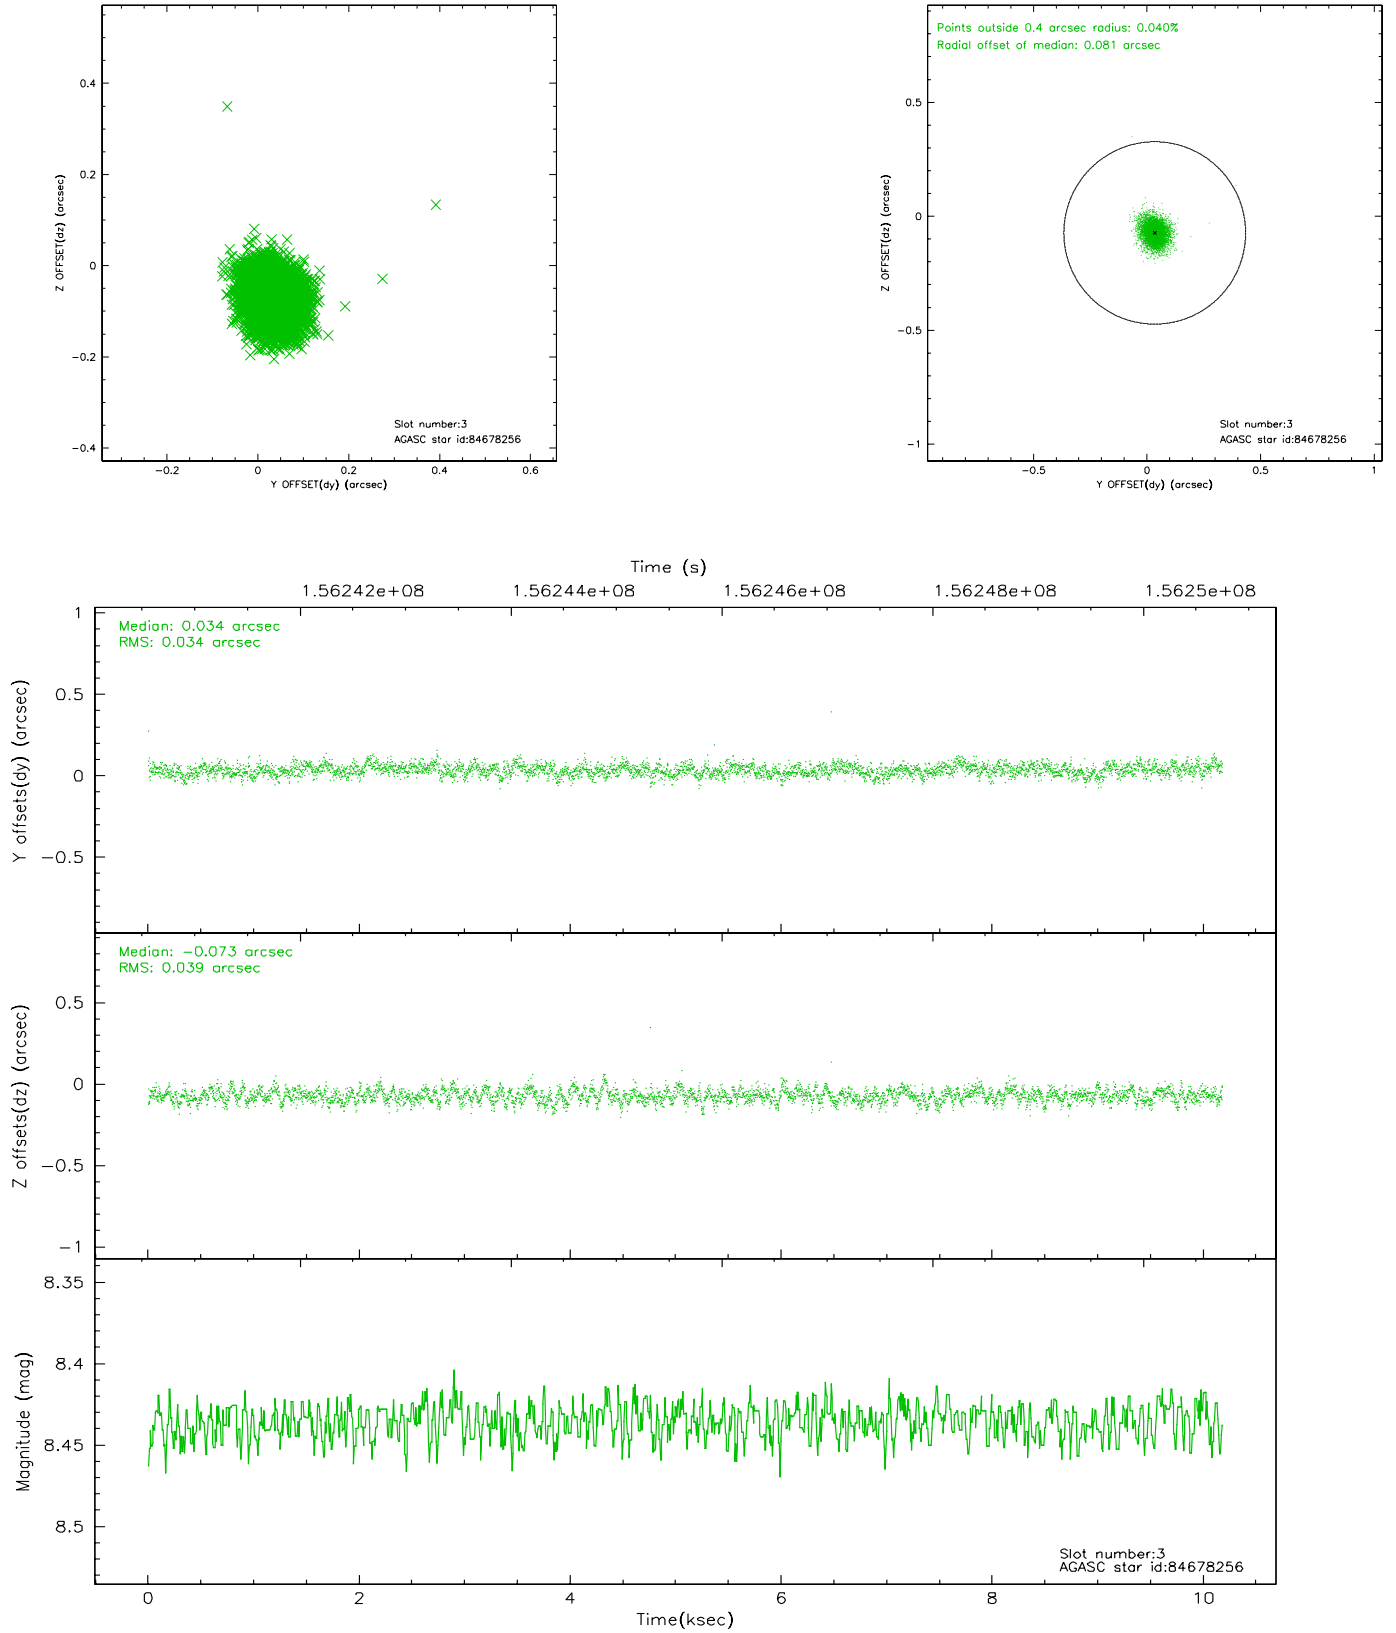 0.4
0.2
0
−0.2
−0.4
Z OFFSET(dz) (arcsec)
−0.2 0 0.2 0.4 0.6
Y OFFSET(dy) (arcsec)
Slot number:3
AGASC star id:84678256
Points outside 0.4 arcsec radius: 0.040%
Radial offset of median: 0.081 arcsec
0.5
0
−0.5
−1
Z OFFSET(dz) (arcsec)
−0.5 0 0.5 1
Y OFFSET(dy) (arcsec)
Slot number:3
AGASC star id:84678256
Time (s)
1.56242e+08 1.56244e+08 1.56246e+08 1.56248e+08 1.5625e+08
Median: 0.034 arcsec
RMS: 0.034 arcsec
1
0.5
0
−0.5
Y offsets(dy) (arcsec)
Median: −0.073 arcsec
RMS: 0.039 arcsec
0.5
0
−0.5
−1
Z offsets(dz) (arcsec)
8.35
8.4
8.45
8.5
Magnitude (mag)
Slot number:3
AGASC star id:84678256
0 2 4 6 8 10
Time(ksec)